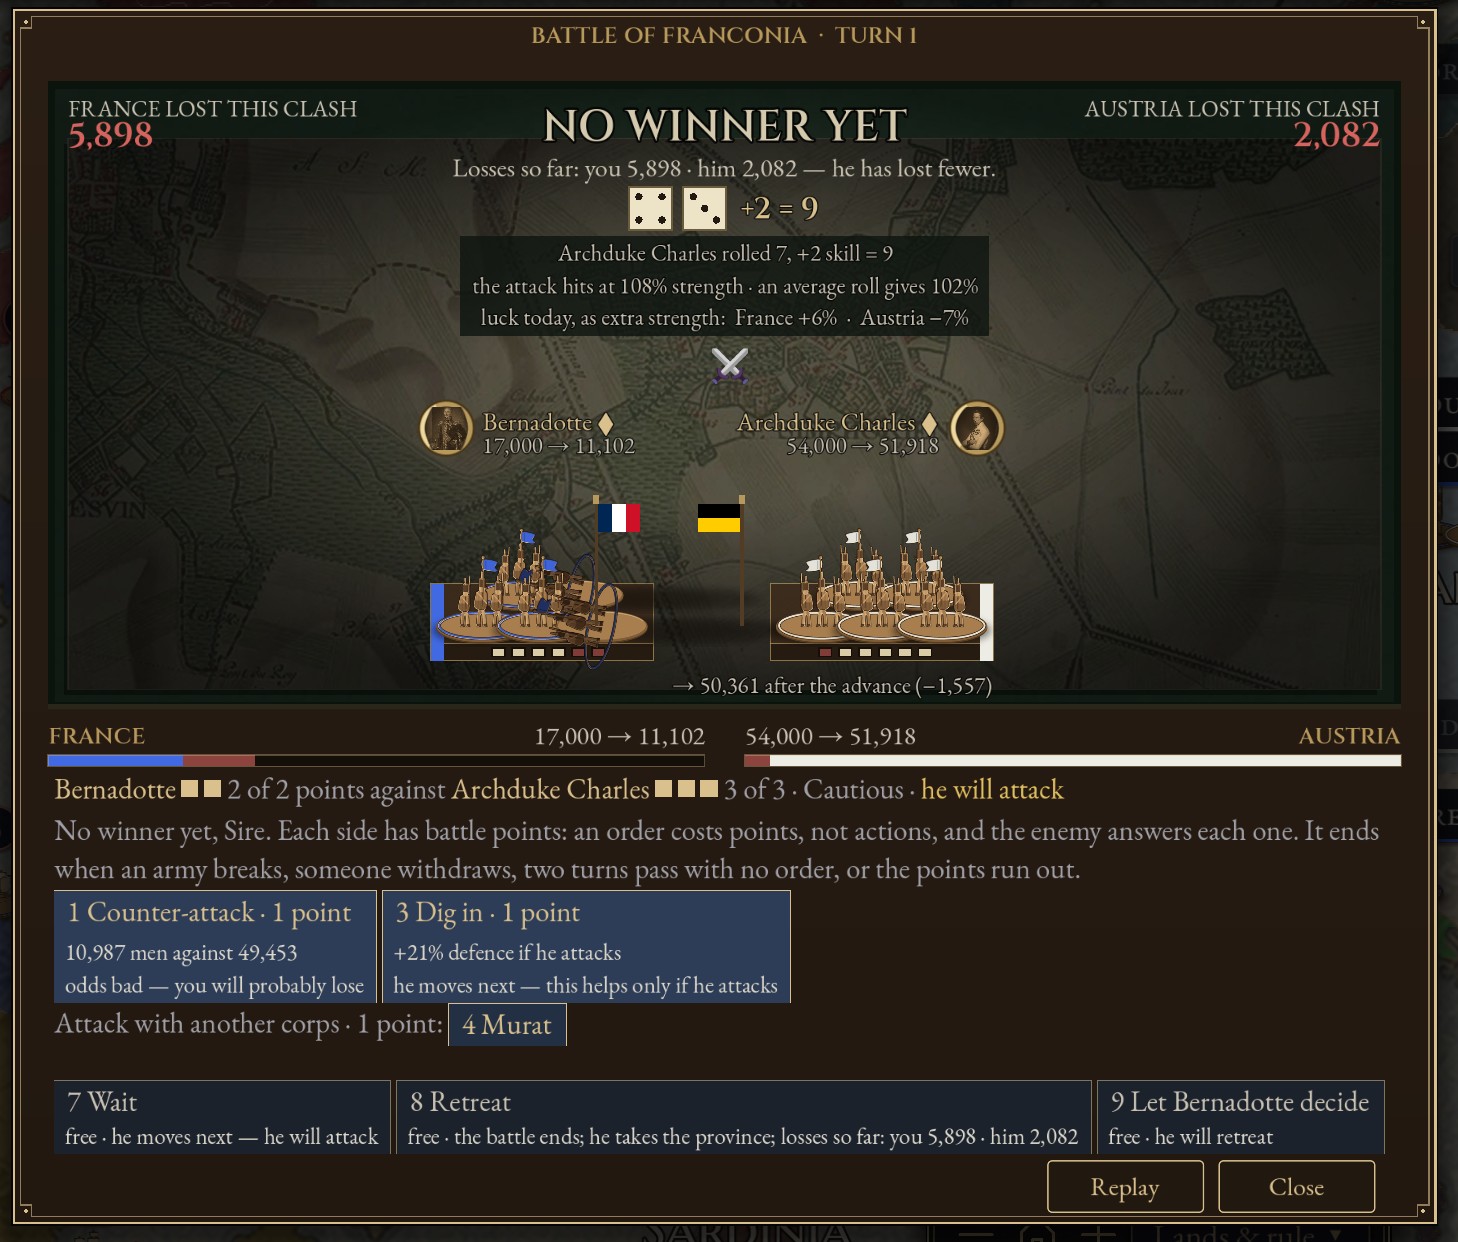 BATTLE OF FRANCONIA · TURN 1
FRANCE LOST THIS CLASH
5,898
NO WINNER YET
AUSTRIA LOST THIS CLASH
2,082
Losses so far: you 5,898 · him 2,082 — he has lost fewer.
+2 = 9
Archduke Charles rolled 7, +2 skill = 9
the attack hits at 108% strength · an average roll gives 102%
luck today, as extra strength: France +6% · Austria −7%
Bernadotte
17,000 → 11,102
Archduke Charles
54,000 → 51,918
ESVIN
→ 50,361 after the advance (−1,557)
FRANCE
17,000 → 11,102
54,000 → 51,918
AUSTRIA
Bernadotte 2 of 2 points against Archduke Charles 3 of 3 · Cautious · he will attack
No winner yet, Sire. Each side has battle points: an order costs points, not actions, and the enemy answers each one. It ends
when an army breaks, someone withdraws, two turns pass with no order, or the points run out.
1 Counter-attack · 1 point
10,987 men against 49,453
odds bad — you will probably lose
3 Dig in · 1 point
+21% defence if he attacks
he moves next — this helps only if he attacks
Attack with another corps · 1 point: 4 Murat
7 Wait
free · he moves next — he will attack
8 Retreat
free · the battle ends; he takes the province; losses so far: you 5,898 · him 2,082
9 Let Bernadotte decide
free · he will retreat
Replay
Close
SARDINIA
Lands & rule